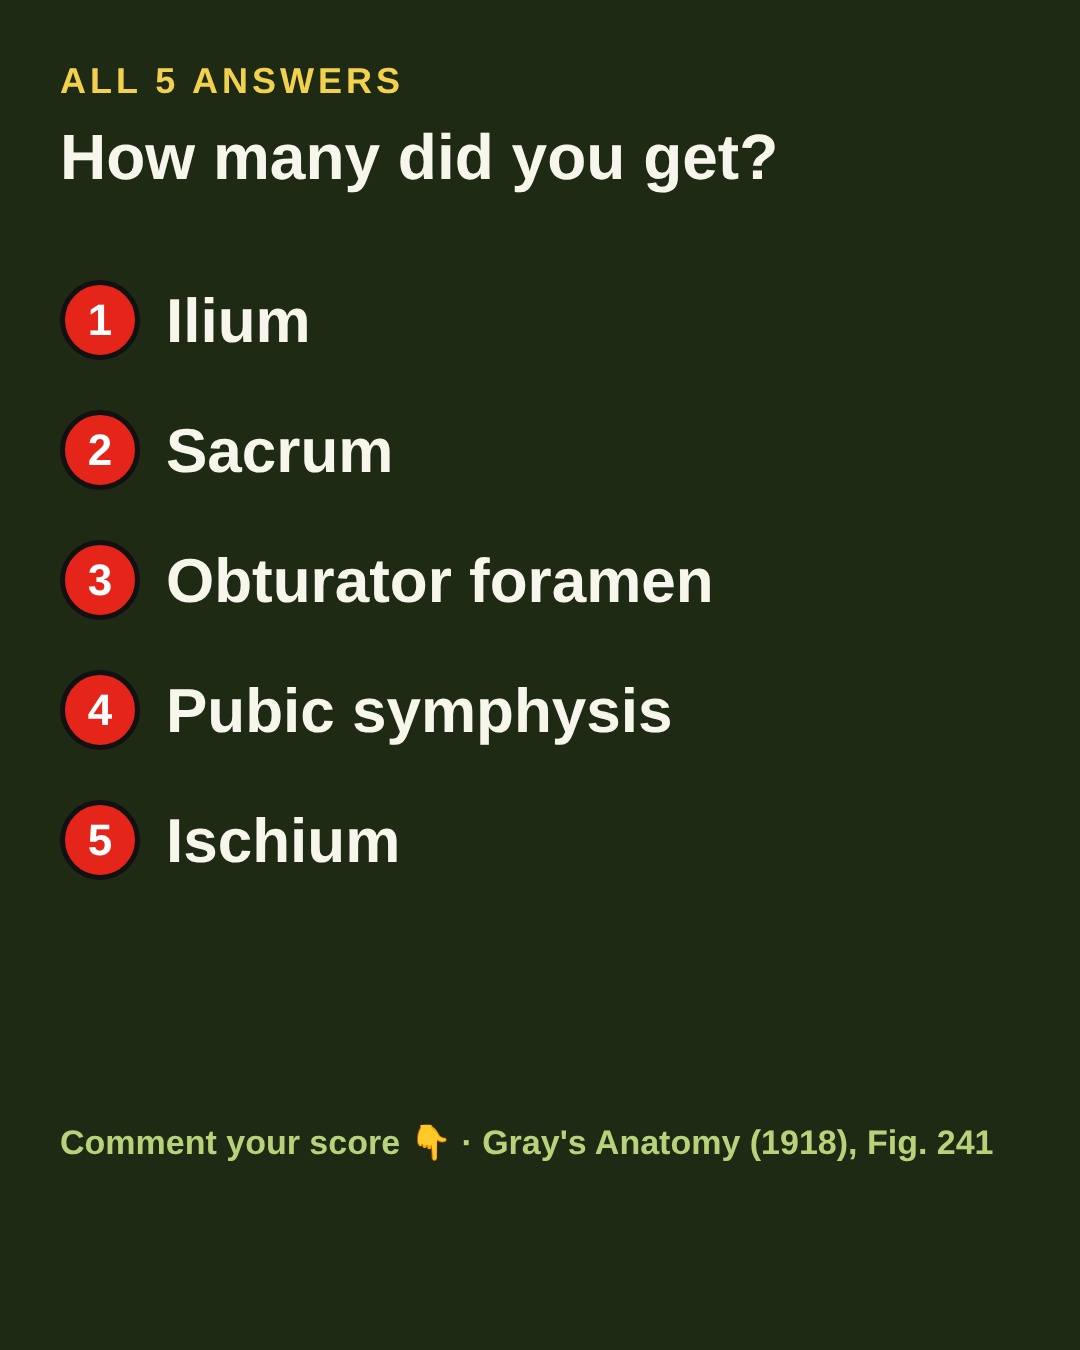 ALL 5 ANSWERS
How many did you get?
1 Ilium
2 Sacrum
3 Obturator foramen
4 Pubic symphysis
5 Ischium
Comment your score 👇 · Gray's Anatomy (1918), Fig. 241